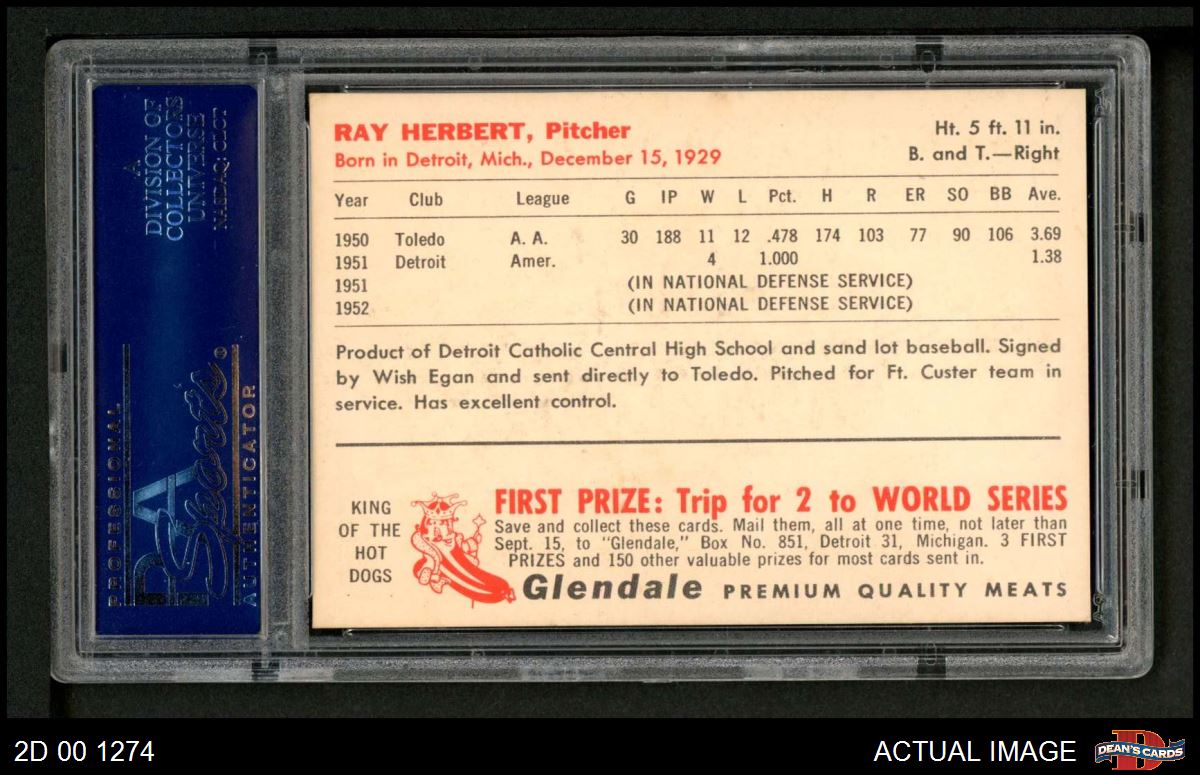 A
DIVISION OF
COLLECTORS
UNIVERSE
NASDAQ: CLCT
PROFESSIONAL
PSA
Sports®
AUTHENTICATOR
RAY HERBERT, Pitcher
Ht. 5 ft. 11 in.
Born in Detroit, Mich., December 15, 1929
B. and T.—Right
Year Club League G IP W L Pct. H R ER SO BB Ave.
1950 Toledo A. A. 30 188 11 12 .478 174 103 77 90 106 3.69
1951 Detroit Amer. 4 1.000 1.38
1951 (IN NATIONAL DEFENSE SERVICE)
1952 (IN NATIONAL DEFENSE SERVICE)
Product of Detroit Catholic Central High School and sand lot baseball. Signed
by Wish Egan and sent directly to Toledo. Pitched for Ft. Custer team in
service. Has excellent control.
KING
OF THE
HOT
DOGS
FIRST PRIZE: Trip for 2 to WORLD SERIES
Save and collect these cards. Mail them, all at one time, not later than
Sept. 15, to "Glendale," Box No. 851, Detroit 31, Michigan. 3 FIRST
PRIZES and 150 other valuable prizes for most cards sent in.
Glendale PREMIUM QUALITY MEATS
2D 00 1274
ACTUAL IMAGE
DEAN'S CARDS